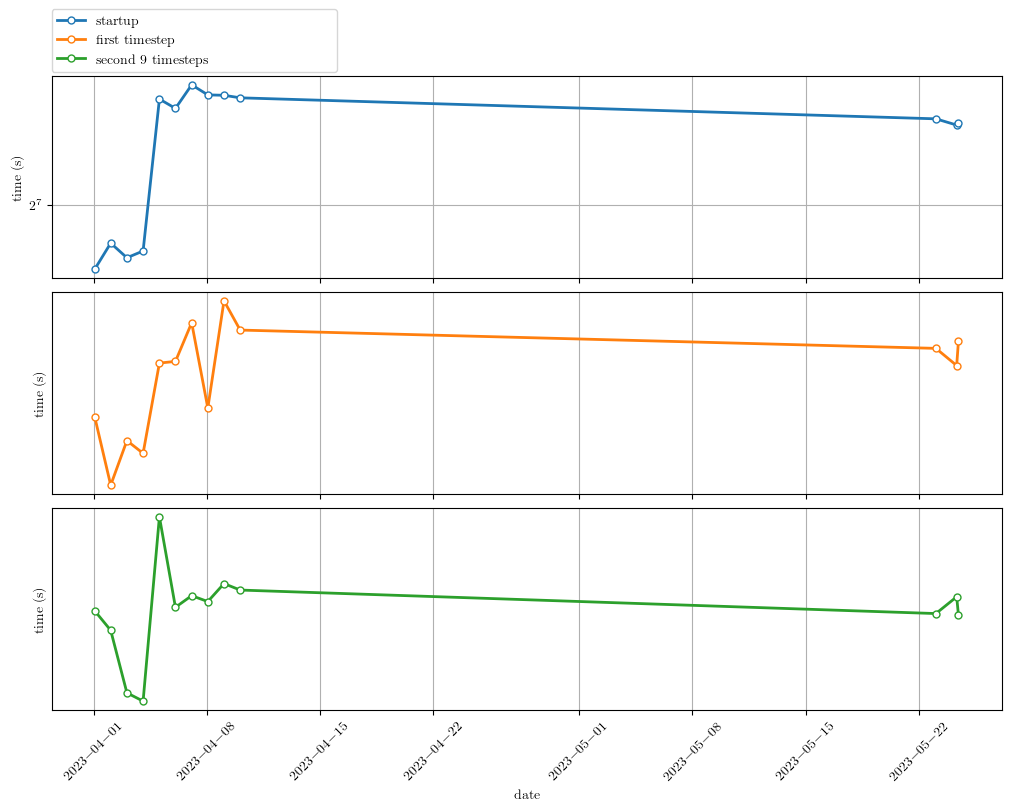 startup
first timestep
second 9 timesteps
time (s)
2⁷
time (s)
time (s)
2023−04−01
2023−04−08
2023−04−15
2023−04−22
2023−05−01
2023−05−08
2023−05−15
2023−05−22
date